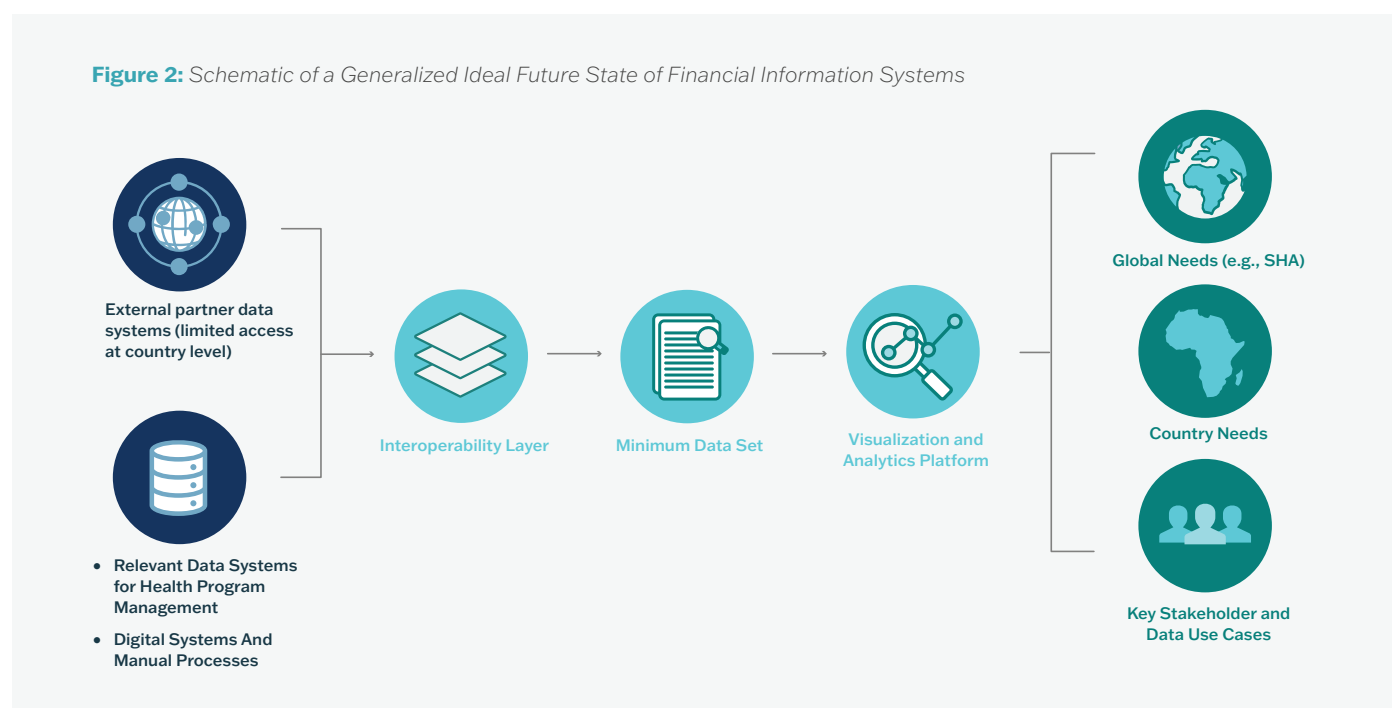 Figure 2: Schematic of a Generalized Ideal Future State of Financial Information Systems
External partner data
systems (limited access
at country level)
• Relevant Data Systems
for Health Program
Management
• Digital Systems And
Manual Processes
Interoperability Layer
Minimum Data Set
Visualization and
Analytics Platform
Global Needs (e.g., SHA)
Country Needs
Key Stakeholder and
Data Use Cases